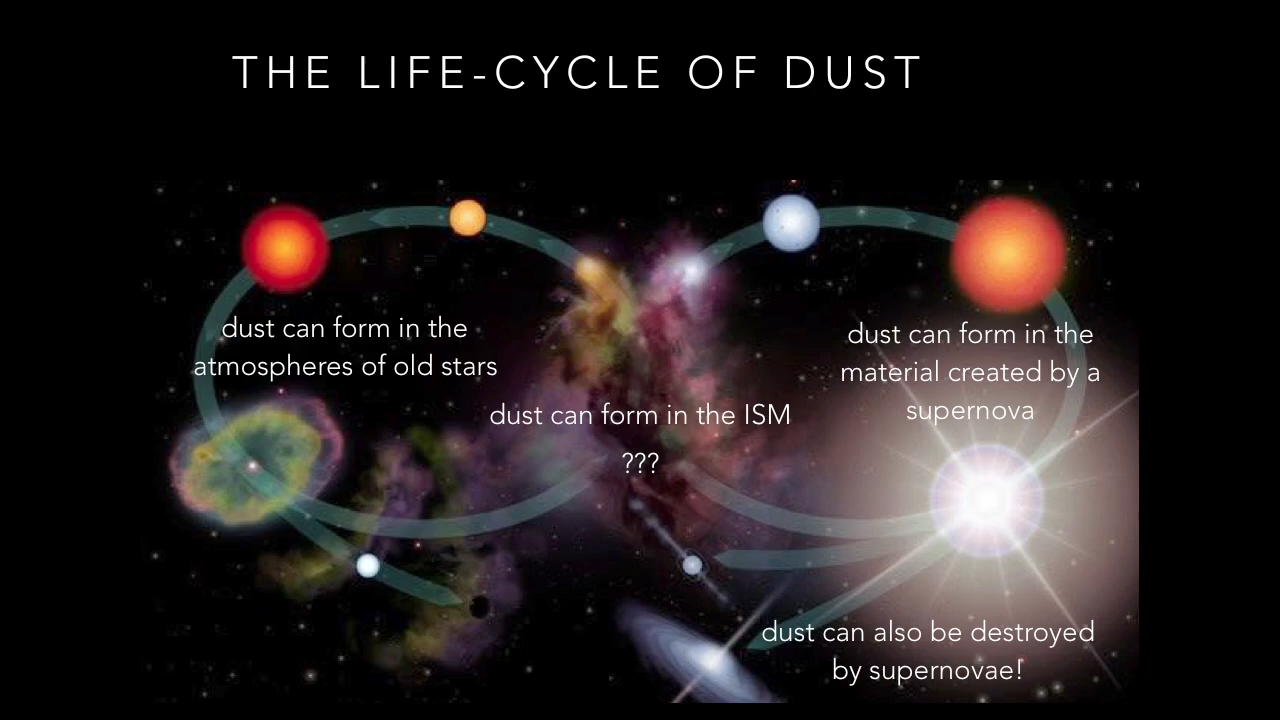 THE LIFE-CYCLE OF DUST
dust can form in the
atmospheres of old stars
dust can form in the
material created by a
supernova
dust can form in the ISM
???
dust can also be destroyed
by supernovae!